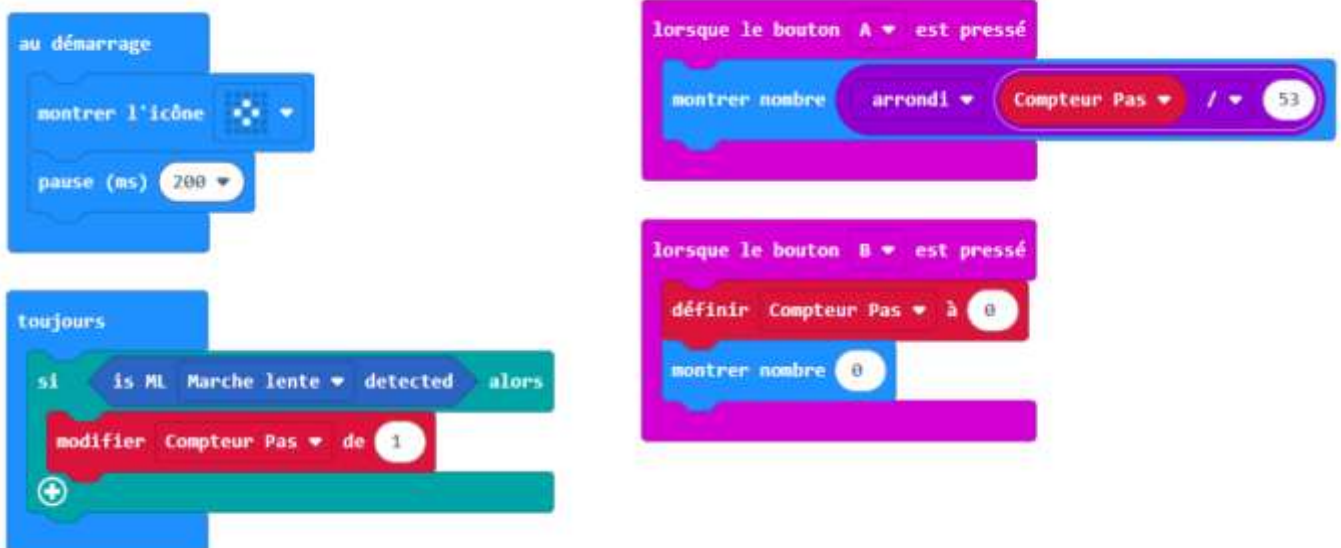 au démarrage
montrer l'icône
pause (ms) 200
toujours
si is ML Marche lente detected alors
modifier Compteur Pas de 1
lorsque le bouton A est pressé
montrer nombre arrondi Compteur Pas / 53
lorsque le bouton B est pressé
définir Compteur Pas à 0
montrer nombre 0